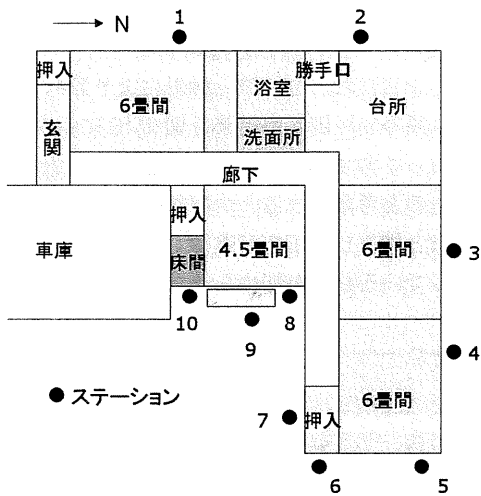 N
1
2
押入
6畳間
浴室
勝手口
台所
玄関
洗面所
廊下
押入
車庫
床間
4.5畳間
6畳間
3
10
9
8
4
ステーション
7
押入
6畳間
6
5